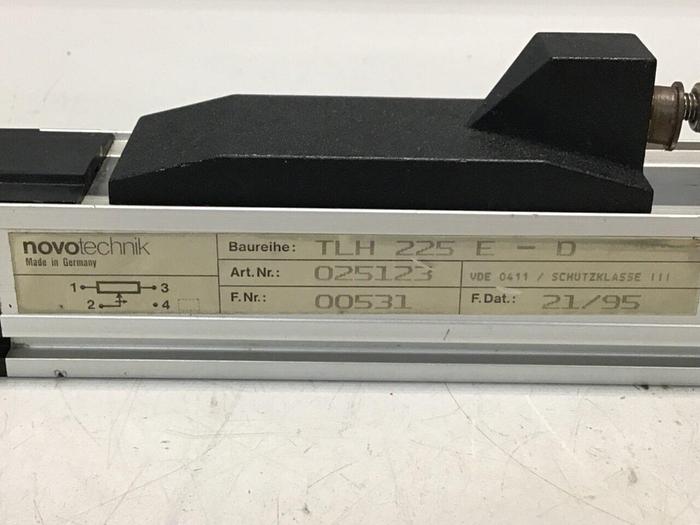 novotechnik
Made in Germany
1 3
2 4
Baureihe: TLH 225 E - D
Art.Nr.: 025123 VDE 0411 / SCHUTZKLASSE III
F.Nr.: 00531 F.Dat.: 21/95